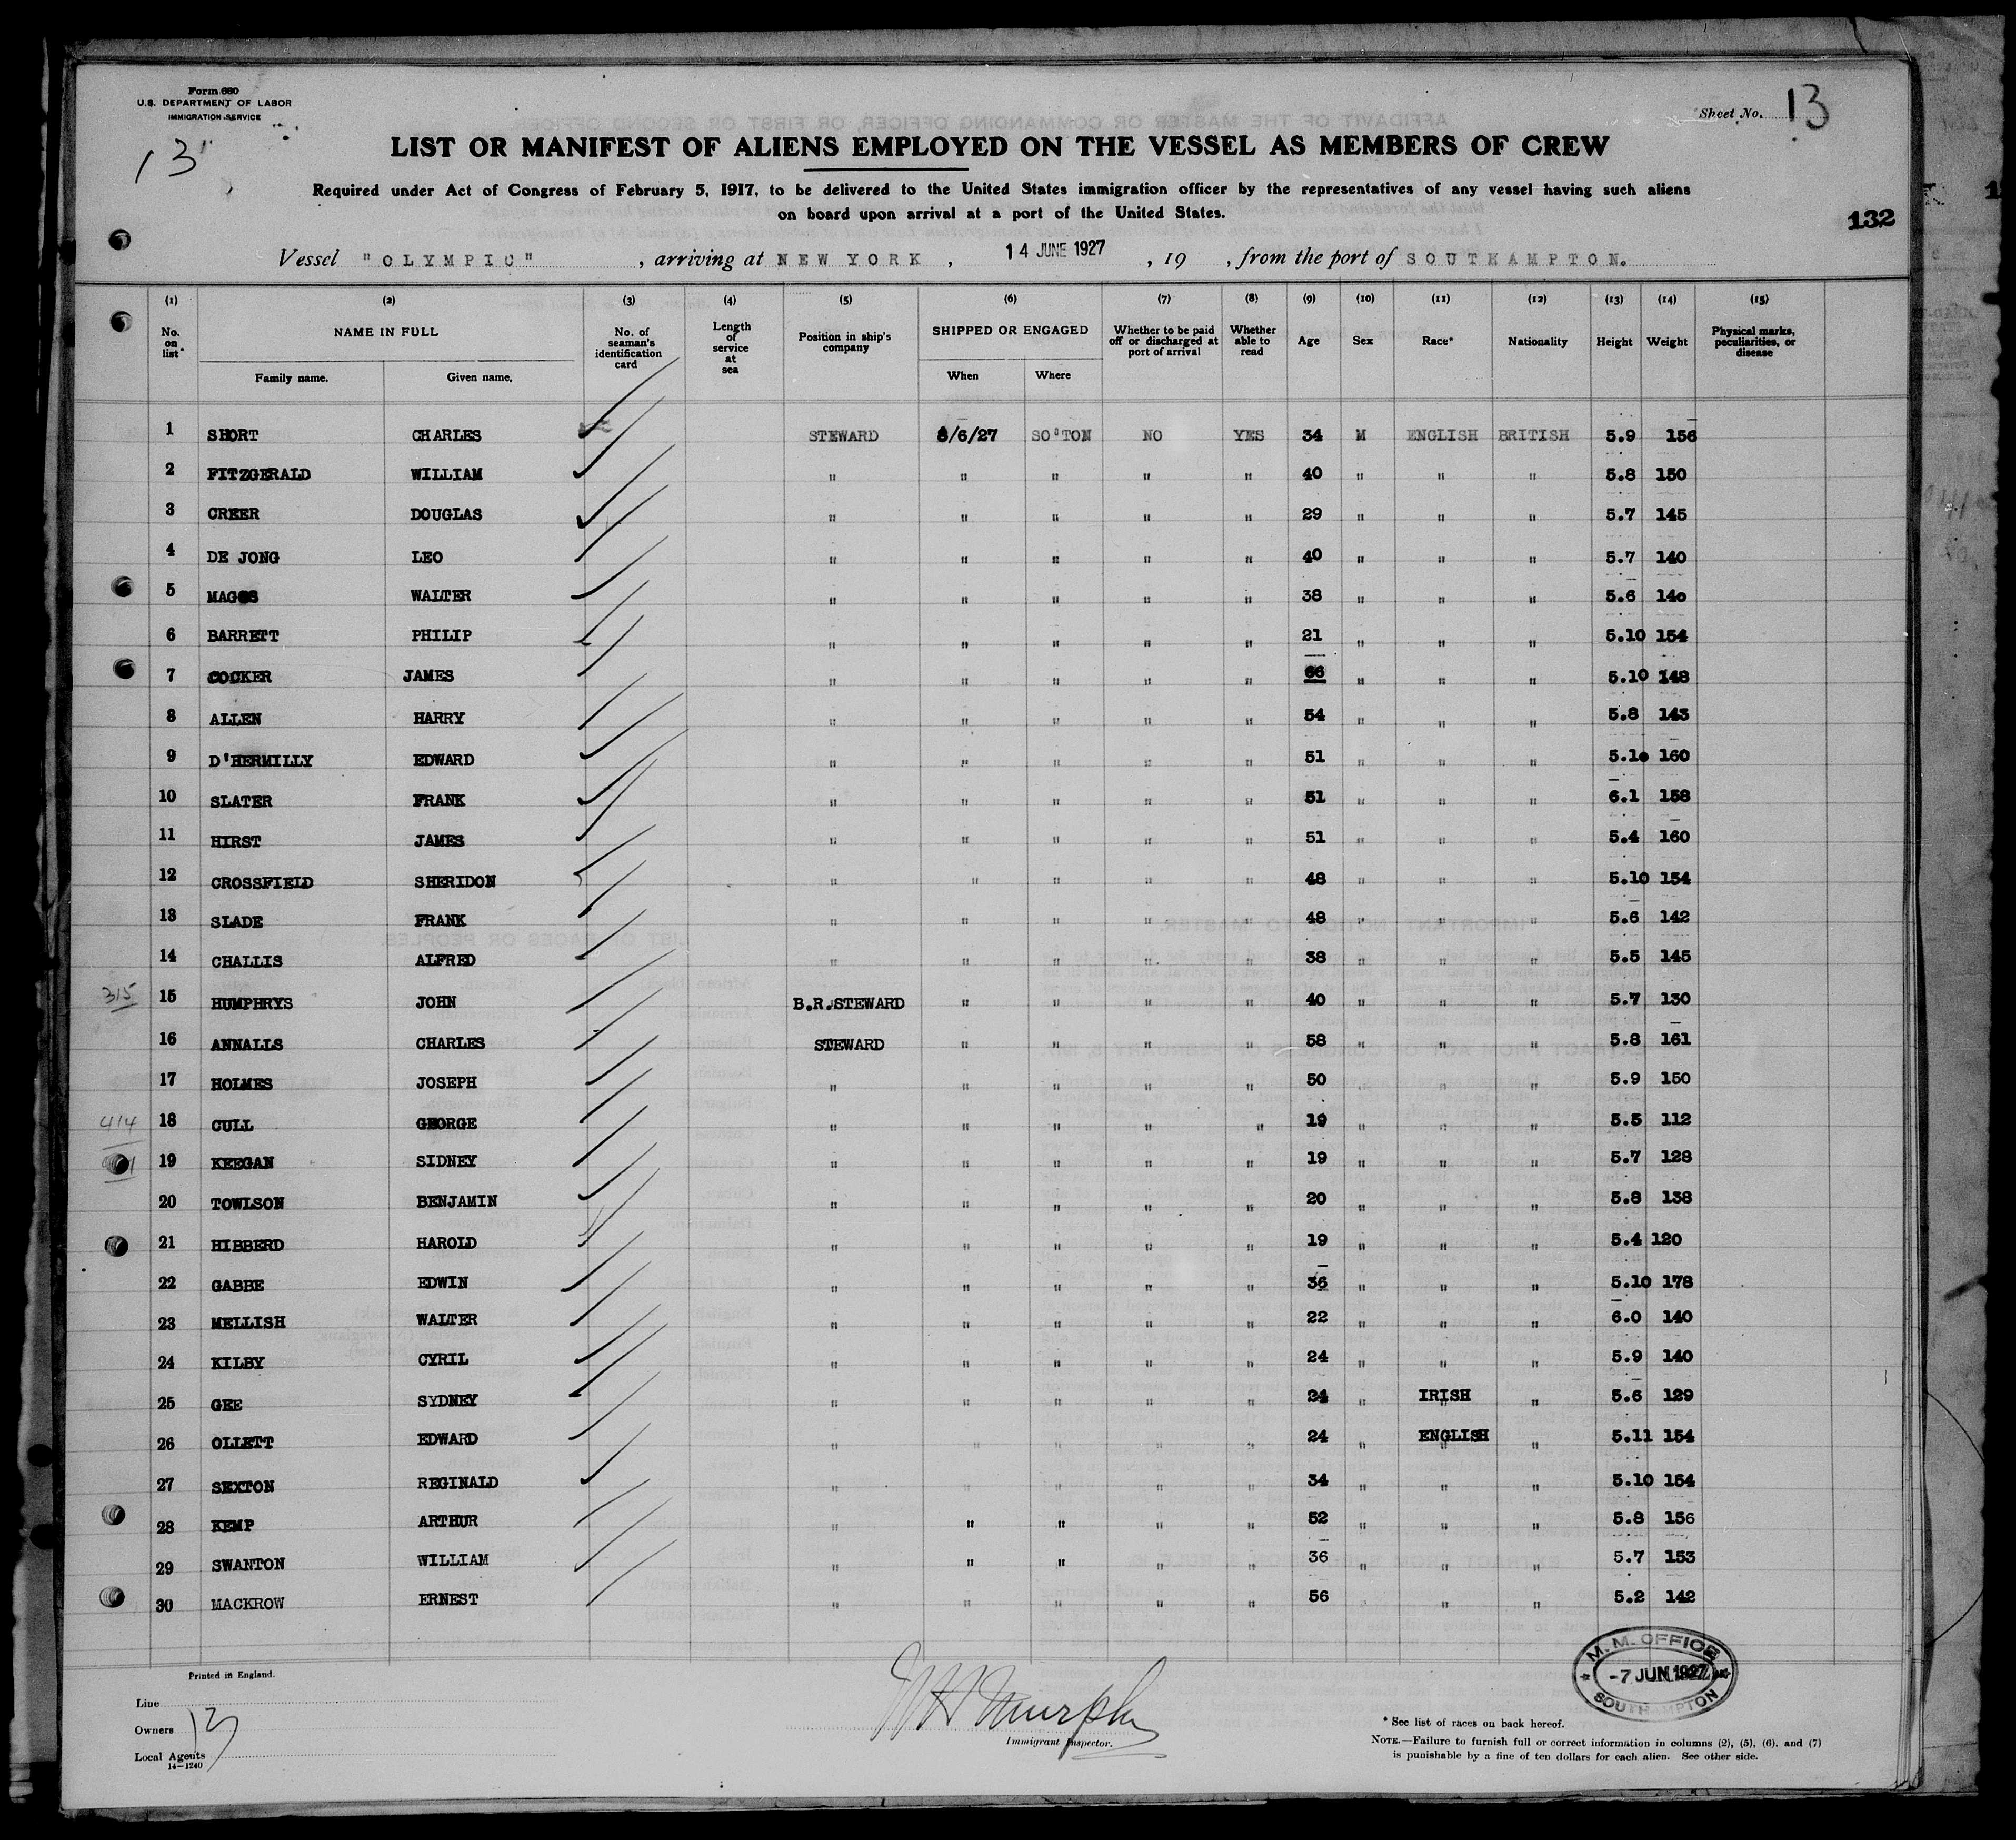 Form 680
U.S. DEPARTMENT OF LABOR
IMMIGRATION SERVICE
13
Sheet No. 13
LIST OR MANIFEST OF ALIENS EMPLOYED ON THE VESSEL AS MEMBERS OF CREW
Required under Act of Congress of February 5, 1917, to be delivered to the United States immigration officer by the representatives of any vessel having such aliens
on board upon arrival at a port of the United States.
132
Vessel "OLYMPIC" , arriving at NEW YORK , 14 JUNE 1927 , 19 , from the port of SOUTHAMPTON.
(1) (2) (3) (4) (5) (6) (7) (8) (9) (10) (11) (12) (13) (14) (15)
No. on list* NAME IN FULL No. of seaman's identification card Length of service at sea Position in ship's company SHIPPED OR ENGAGED Whether to be paid off or discharged at port of arrival Whether able to read Age Sex Race* Nationality Height Weight Physical marks, peculiarities, or disease
Family name. Given name. When Where
1 SHORT CHARLES STEWARD 8/6/27 SO'TON NO YES 34 M ENGLISH BRITISH 5.9 156
2 FITZGERALD WILLIAM " " " " " 40 " " " 5.8 150
3 CREER DOUGLAS " " " " " 29 " " " 5.7 145
4 DE JONG LEO " " " " " 40 " " " 5.7 140
5 MAGGS WALTER " " " " " 38 " " " 5.6 140
6 BARRETT PHILIP " " " " " 21 " " " 5.10 154
7 COCKER JAMES " " " " " 66 " " " 5.10 148
8 ALLEN HARRY " " " " " 54 " " " 5.8 143
9 D'HERMILLY EDWARD " " " " " 51 " " " 5.10 160
10 SLATER FRANK " " " " " 51 " " " 6.1 158
11 HIRST JAMES " " " " " 51 " " " 5.4 160
12 CROSSFIELD SHERIDON " " " " " 48 " " " 5.10 154
13 SLADE FRANK " " " " " 48 " " " 5.6 142
14 CHALLIS ALFRED " " " " " 38 " " " 5.5 145
315 15 HUMPHRYS JOHN B.R.STEWARD " " " " 40 " " " 5.7 130
16 ANNALLS CHARLES STEWARD " " " " 58 " " " 5.8 161
17 HOLMES JOSEPH " " " " " 50 " " " 5.9 150
414 18 CULL GEORGE " " " " " 19 " " " 5.5 112
19 KEEGAN SIDNEY " " " " " 19 " " " 5.7 128
20 TOWLSON BENJAMIN " " " " " 20 " " " 5.8 138
21 HIBBERD HAROLD " " " " " 19 " " " 5.4 120
22 GABBE EDWIN " " " " " 36 " " " 5.10 178
23 MELLISH WALTER " " " " " 22 " " " 6.0 140
24 KILBY CYRIL " " " " " 24 " " " 5.9 140
25 GEE SYDNEY " " " " " 24 " IRISH " 5.6 129
26 OLLETT EDWARD " " " " " 24 " ENGLISH " 5.11 154
27 SEXTON REGINALD " " " " " 34 " " " 5.10 154
28 KEMP ARTHUR " " " " " 52 " " " 5.8 156
29 SWANTON WILLIAM " " " " " 36 " " " 5.7 153
30 MACKROW ERNEST " " " " " 56 " " " 5.2 142
Printed in England.
Line
Owners
Local Agents
13
14-1240
Murphy
Immigrant Inspector.
M.M. OFFICE
-7 JUN 1927
SOUTHAMPTON
* See list of races on back hereof.
NOTE.—Failure to furnish full or correct information in columns (2), (5), (6), and (7)
is punishable by a fine of ten dollars for each alien. See other side.